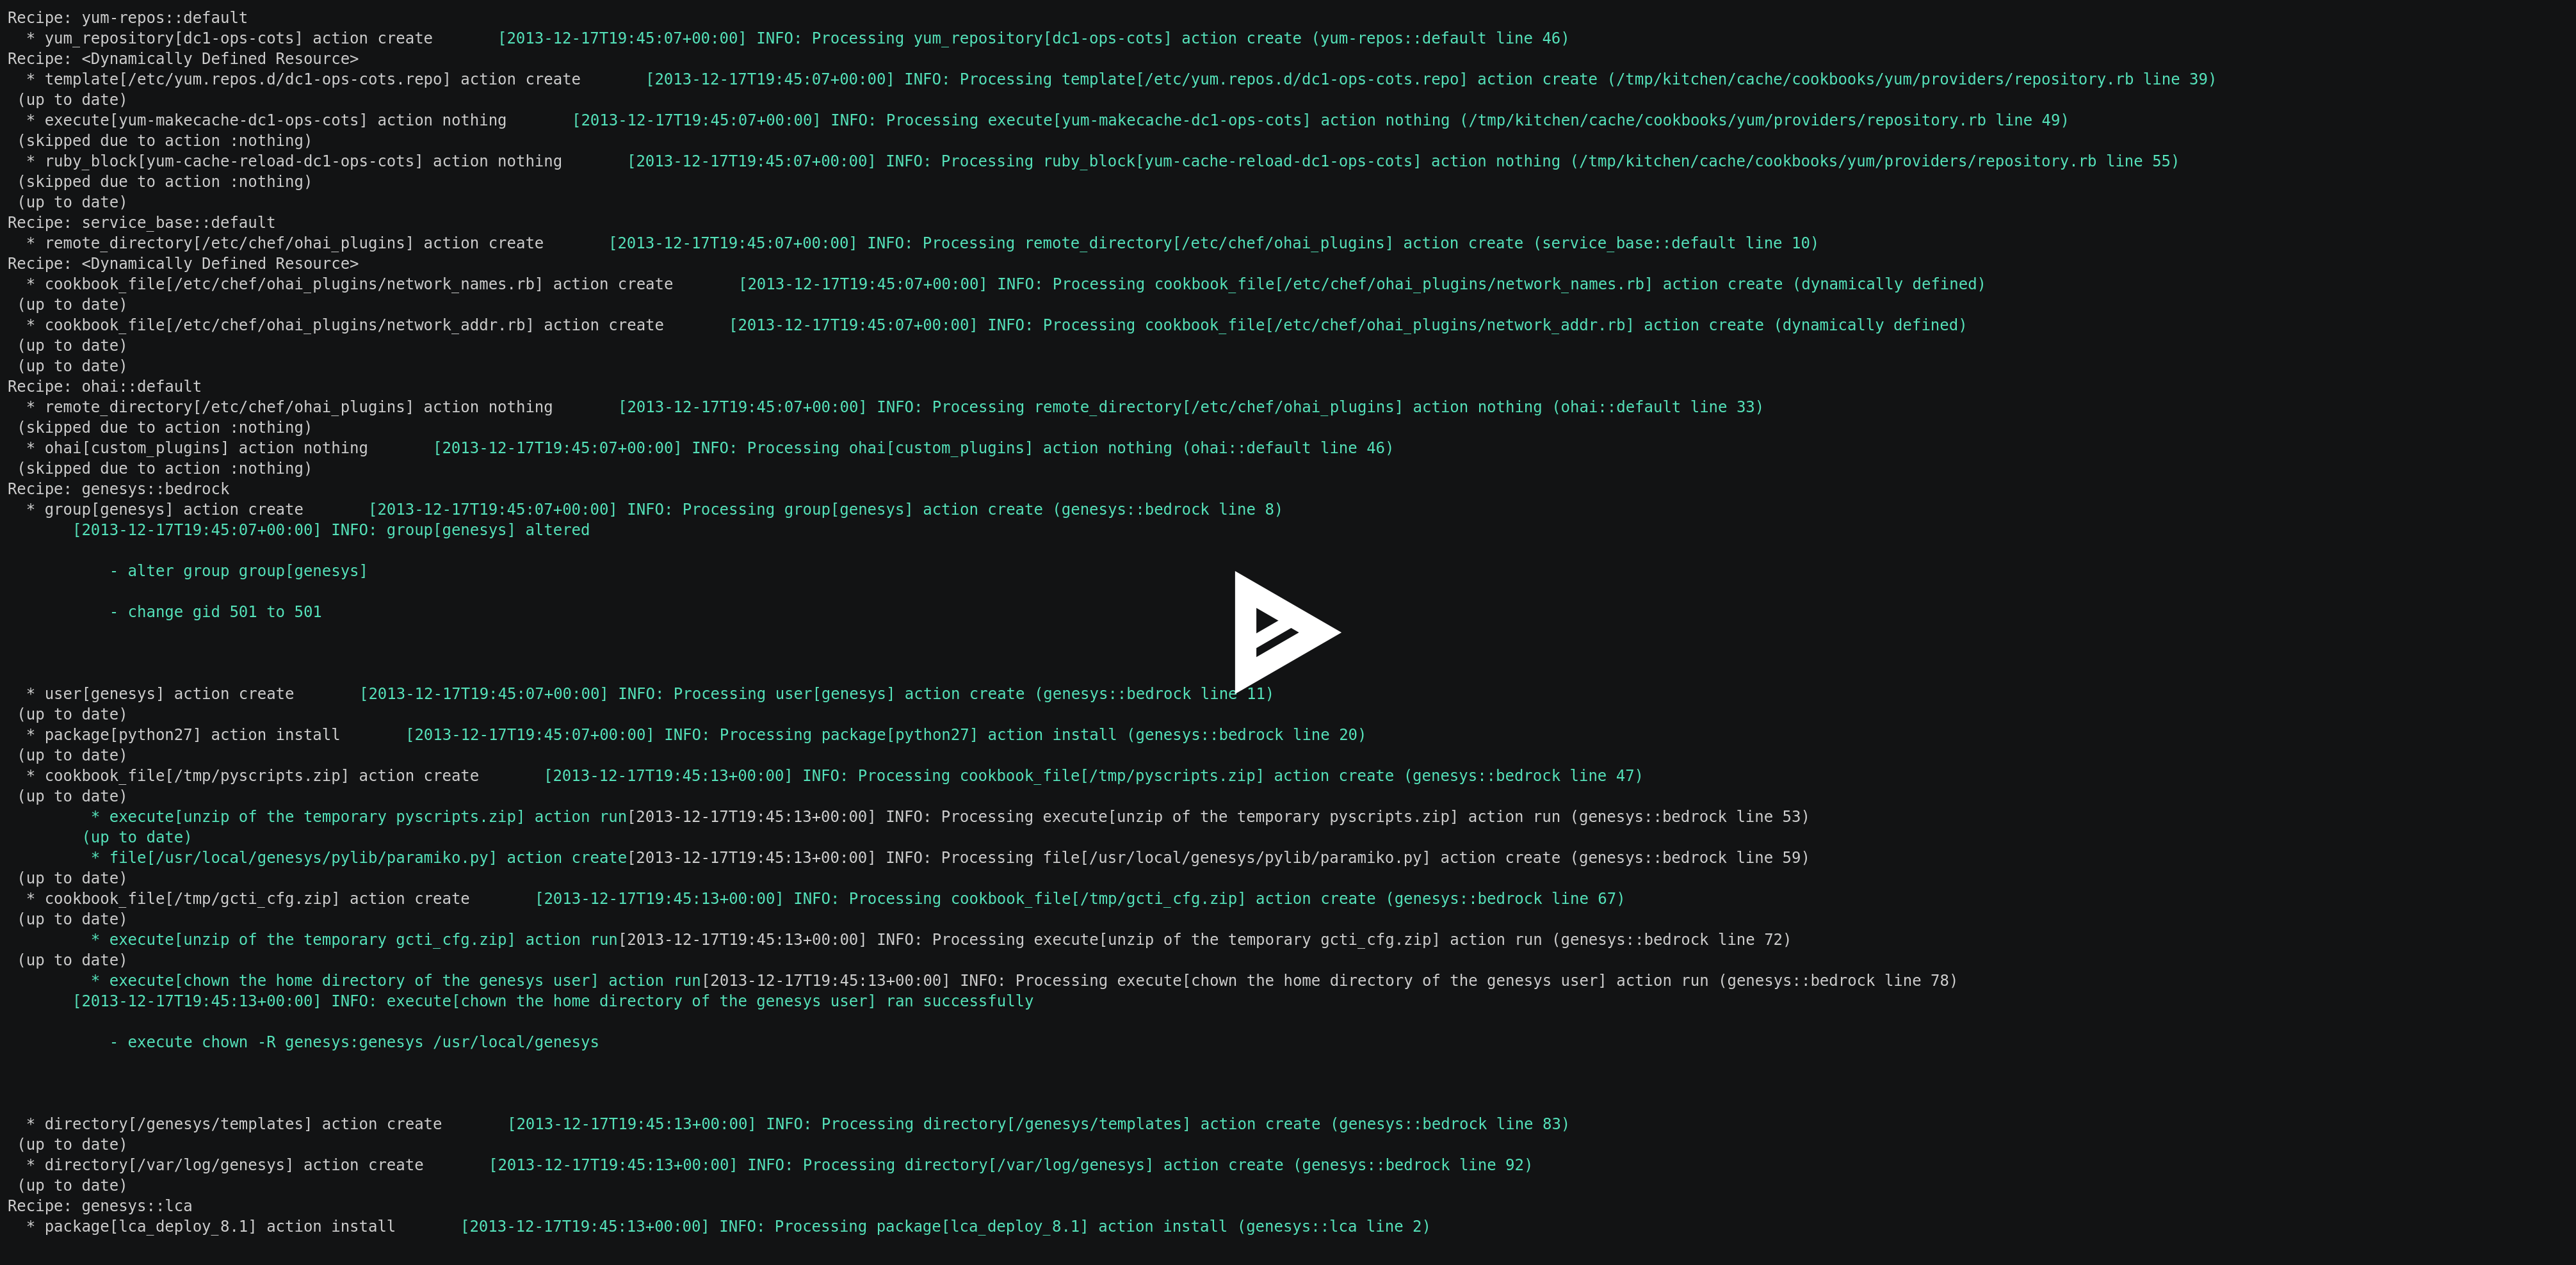 Recipe: yum-repos::default
  * yum_repository[dc1-ops-cots] action create       [2013-12-17T19:45:07+00:00] INFO: Processing yum_repository[dc1-ops-cots] action create (yum-repos::default line 46)
Recipe: <Dynamically Defined Resource>
  * template[/etc/yum.repos.d/dc1-ops-cots.repo] action create       [2013-12-17T19:45:07+00:00] INFO: Processing template[/etc/yum.repos.d/dc1-ops-cots.repo] action create (/tmp/kitchen/cache/cookbooks/yum/providers/repository.rb line 39)
 (up to date)
  * execute[yum-makecache-dc1-ops-cots] action nothing       [2013-12-17T19:45:07+00:00] INFO: Processing execute[yum-makecache-dc1-ops-cots] action nothing (/tmp/kitchen/cache/cookbooks/yum/providers/repository.rb line 49)
 (skipped due to action :nothing)
  * ruby_block[yum-cache-reload-dc1-ops-cots] action nothing       [2013-12-17T19:45:07+00:00] INFO: Processing ruby_block[yum-cache-reload-dc1-ops-cots] action nothing (/tmp/kitchen/cache/cookbooks/yum/providers/repository.rb line 55)
 (skipped due to action :nothing)
 (up to date)
Recipe: service_base::default
  * remote_directory[/etc/chef/ohai_plugins] action create       [2013-12-17T19:45:07+00:00] INFO: Processing remote_directory[/etc/chef/ohai_plugins] action create (service_base::default line 10)
Recipe: <Dynamically Defined Resource>
  * cookbook_file[/etc/chef/ohai_plugins/network_names.rb] action create       [2013-12-17T19:45:07+00:00] INFO: Processing cookbook_file[/etc/chef/ohai_plugins/network_names.rb] action create (dynamically defined)
 (up to date)
  * cookbook_file[/etc/chef/ohai_plugins/network_addr.rb] action create       [2013-12-17T19:45:07+00:00] INFO: Processing cookbook_file[/etc/chef/ohai_plugins/network_addr.rb] action create (dynamically defined)
 (up to date)
 (up to date)
Recipe: ohai::default
  * remote_directory[/etc/chef/ohai_plugins] action nothing       [2013-12-17T19:45:07+00:00] INFO: Processing remote_directory[/etc/chef/ohai_plugins] action nothing (ohai::default line 33)
 (skipped due to action :nothing)
  * ohai[custom_plugins] action nothing       [2013-12-17T19:45:07+00:00] INFO: Processing ohai[custom_plugins] action nothing (ohai::default line 46)
 (skipped due to action :nothing)
Recipe: genesys::bedrock
  * group[genesys] action create       [2013-12-17T19:45:07+00:00] INFO: Processing group[genesys] action create (genesys::bedrock line 8)
       [2013-12-17T19:45:07+00:00] INFO: group[genesys] altered
           - alter group group[genesys]
           - change gid 501 to 501
  * user[genesys] action create       [2013-12-17T19:45:07+00:00] INFO: Processing user[genesys] action create (genesys::bedrock line 11)
 (up to date)
  * package[python27] action install       [2013-12-17T19:45:07+00:00] INFO: Processing package[python27] action install (genesys::bedrock line 20)
 (up to date)
  * cookbook_file[/tmp/pyscripts.zip] action create       [2013-12-17T19:45:13+00:00] INFO: Processing cookbook_file[/tmp/pyscripts.zip] action create (genesys::bedrock line 47)
 (up to date)
         * execute[unzip of the temporary pyscripts.zip] action run[2013-12-17T19:45:13+00:00] INFO: Processing execute[unzip of the temporary pyscripts.zip] action run (genesys::bedrock line 53)
        (up to date)
         * file[/usr/local/genesys/pylib/paramiko.py] action create[2013-12-17T19:45:13+00:00] INFO: Processing file[/usr/local/genesys/pylib/paramiko.py] action create (genesys::bedrock line 59)
 (up to date)
  * cookbook_file[/tmp/gcti_cfg.zip] action create       [2013-12-17T19:45:13+00:00] INFO: Processing cookbook_file[/tmp/gcti_cfg.zip] action create (genesys::bedrock line 67)
 (up to date)
         * execute[unzip of the temporary gcti_cfg.zip] action run[2013-12-17T19:45:13+00:00] INFO: Processing execute[unzip of the temporary gcti_cfg.zip] action run (genesys::bedrock line 72)
 (up to date)
         * execute[chown the home directory of the genesys user] action run[2013-12-17T19:45:13+00:00] INFO: Processing execute[chown the home directory of the genesys user] action run (genesys::bedrock line 78)
       [2013-12-17T19:45:13+00:00] INFO: execute[chown the home directory of the genesys user] ran successfully
           - execute chown -R genesys:genesys /usr/local/genesys
  * directory[/genesys/templates] action create       [2013-12-17T19:45:13+00:00] INFO: Processing directory[/genesys/templates] action create (genesys::bedrock line 83)
 (up to date)
  * directory[/var/log/genesys] action create       [2013-12-17T19:45:13+00:00] INFO: Processing directory[/var/log/genesys] action create (genesys::bedrock line 92)
 (up to date)
Recipe: genesys::lca
  * package[lca_deploy_8.1] action install       [2013-12-17T19:45:13+00:00] INFO: Processing package[lca_deploy_8.1] action install (genesys::lca line 2)